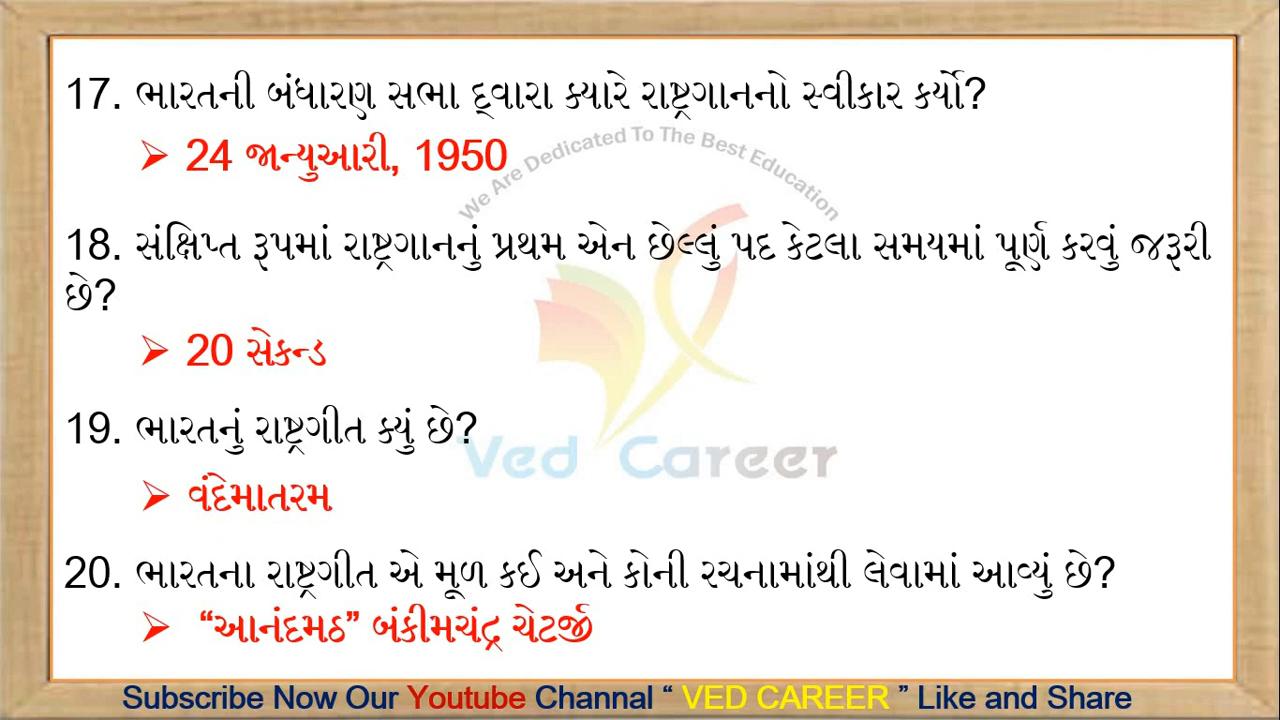 17. ભારતની બંધારણ સભા દ્વારા ક્યારે રાષ્ટ્રગાનનો સ્વીકાર કર્યો?
➢ 24 જાન્યુઆરી, 1950
We Are Dedicated To The Best Education
18. સંક્ષિપ્ત રૂપમાં રાષ્ટ્રગાનનું પ્રથમ એન છેલ્લું પદ કેટલા સમયમાં પૂર્ણ કરવું જરૂરી
છે?
➢ 20 સેકન્ડ
19. ભારતનું રાષ્ટ્રગીત ક્યું છે?
Ved Career
➢ વંદેમાતરમ
20. ભારતના રાષ્ટ્રગીત એ મૂળ કઈ અને કોની રચનામાંથી લેવામાં આવ્યું છે?
➢ “આનંદમઠ” બંકીમચંદ્ર ચેટર્જી
Subscribe Now Our Youtube Channal “ VED CAREER ” Like and Share